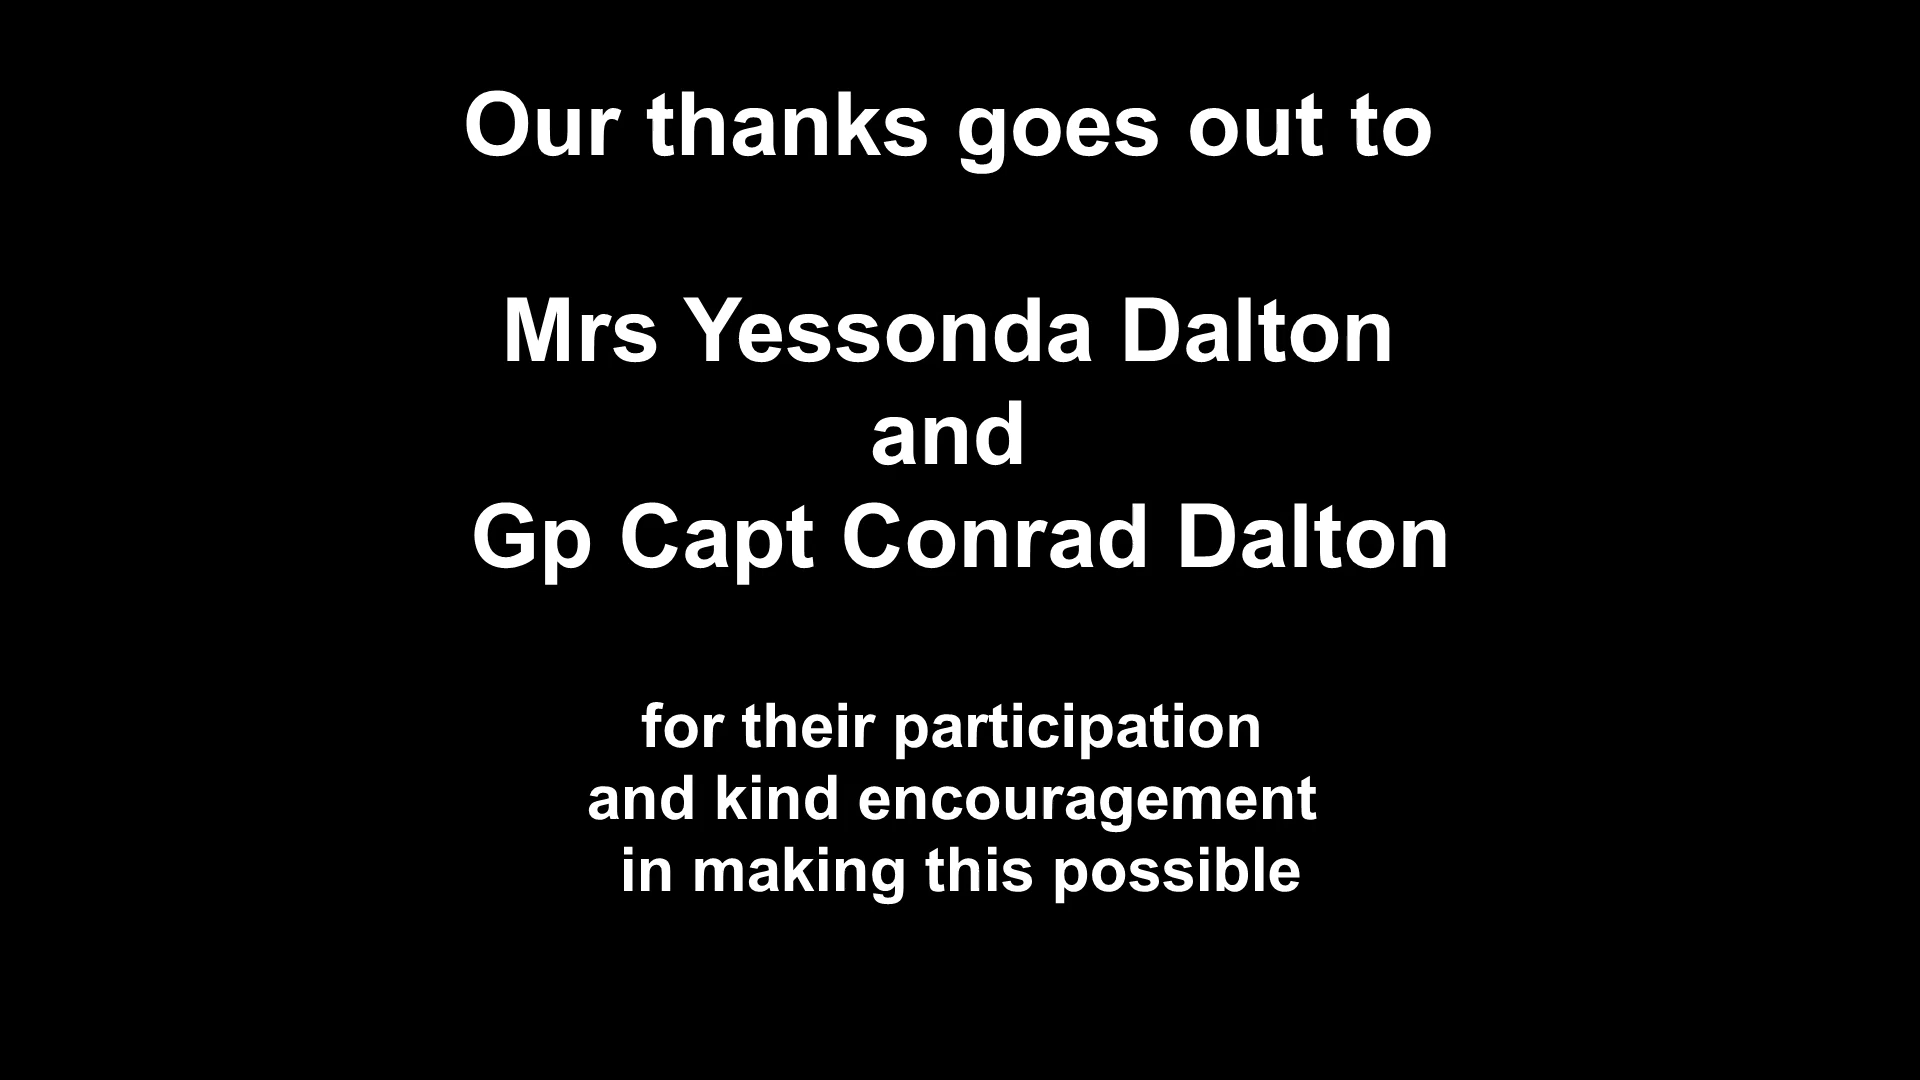 Our thanks goes out to
Mrs Yessonda Dalton
and
Gp Capt Conrad Dalton
for their participation
and kind encouragement
in making this possible